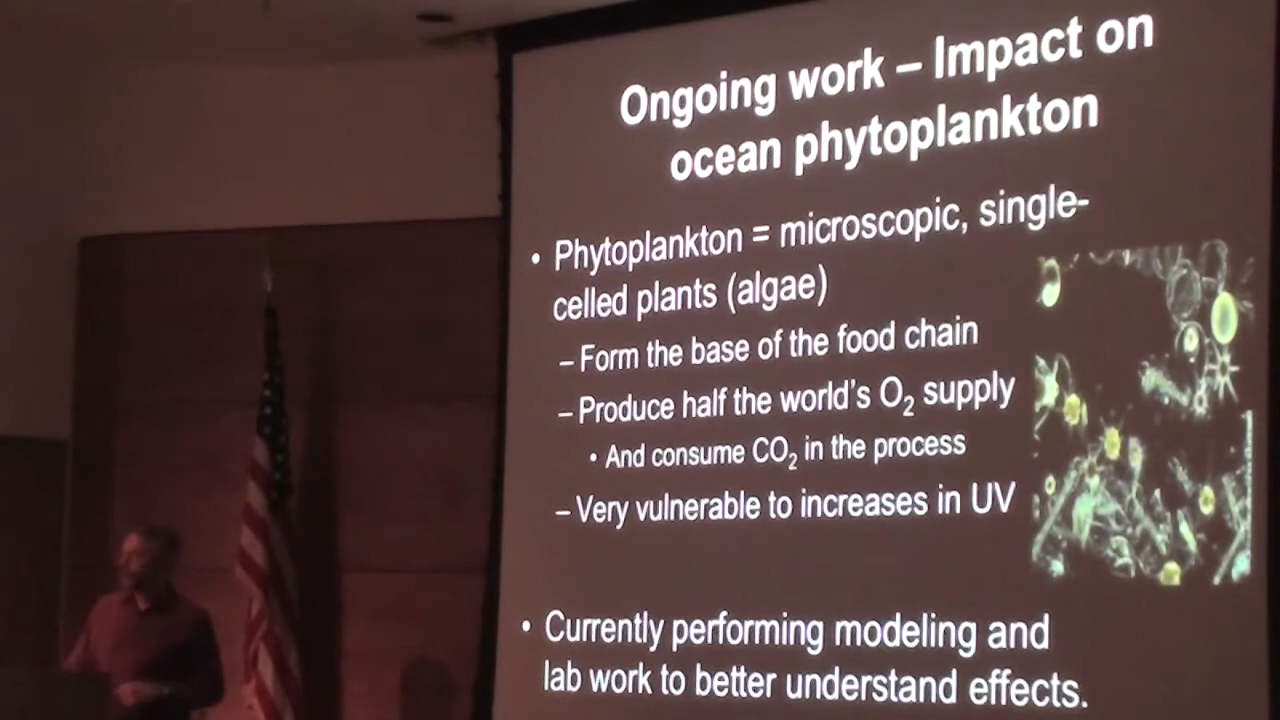 Ongoing work – Impact on
ocean phytoplankton
• Phytoplankton = microscopic, single-
celled plants (algae)
– Form the base of the food chain
– Produce half the world's O₂ supply
• And consume CO₂ in the process
– Very vulnerable to increases in UV
• Currently performing modeling and
lab work to better understand effects.